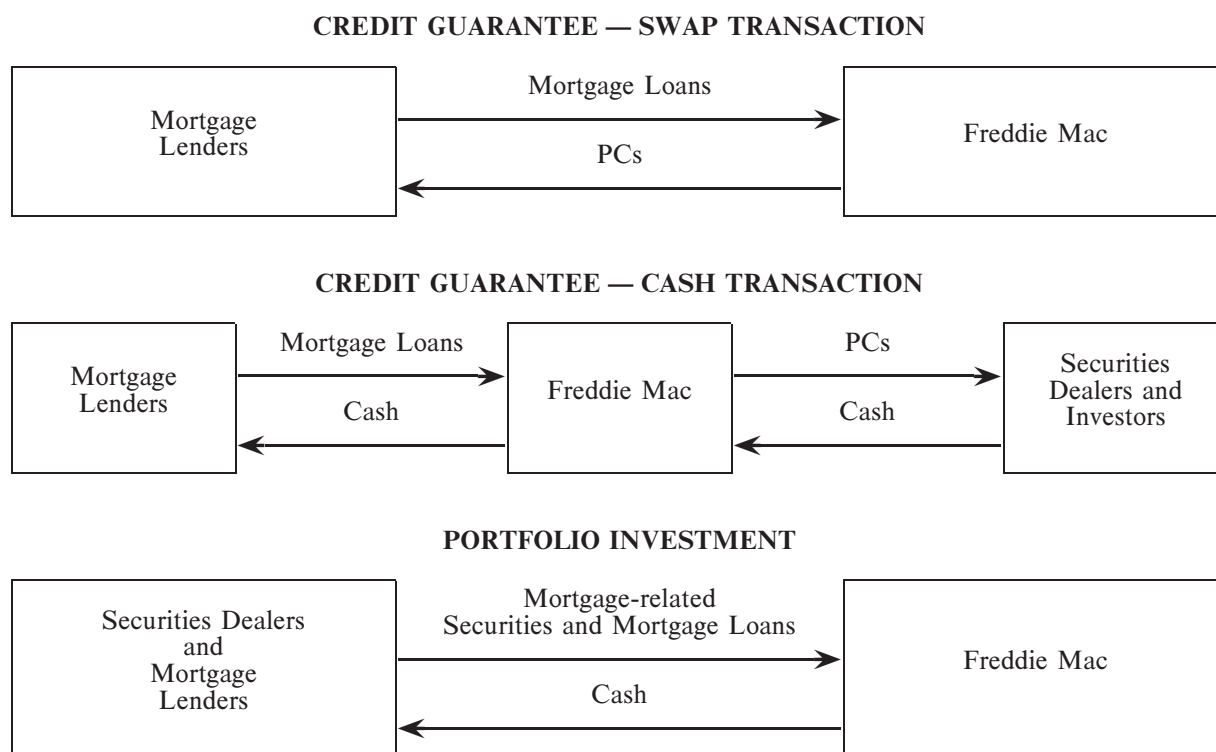 CREDIT GUARANTEE — SWAP TRANSACTION
Mortgage Loans
Mortgage
Lenders
Freddie Mac
PCs
CREDIT GUARANTEE — CASH TRANSACTION
Mortgage Loans
PCs
Mortgage
Lenders
Freddie Mac
Securities
Dealers and
Investors
Cash
Cash
PORTFOLIO INVESTMENT
Securities Dealers
and
Mortgage
Lenders
Mortgage-related
Securities and Mortgage Loans
Freddie Mac
Cash